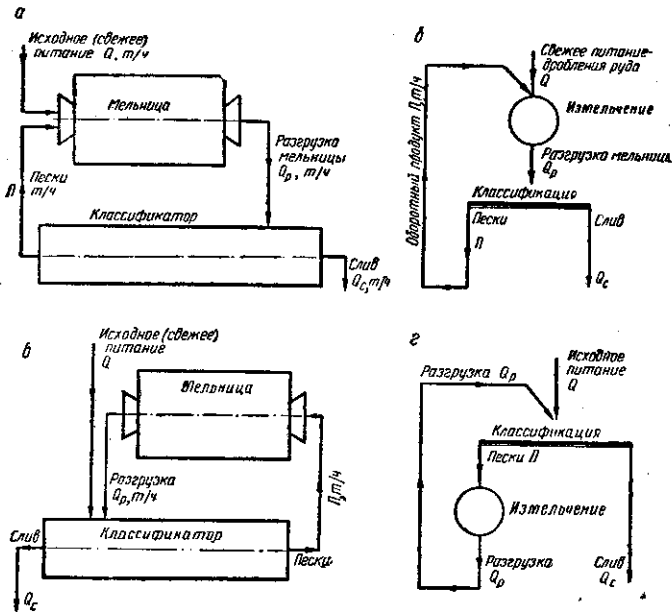 а
Исходное (свежее)
питание Q, т/ч
Мельница
Пески
т/ч
П
Разгрузка
мельницы
Qр, т/ч
Классификатор
Слив
Qс, т/ч
б
Свежее питание-
дробления руда
Q
Измельчение
Оборотный продукт П, т/ч
Разгрузка мельницы
Qр
Классификация
Пески
Слив
П
Qс
в
Исходное (свежее)
питание
Q
Мельница
Разгрузка
Qр, т/ч
П, т/ч
Классификатор
Слив
Пески
Qс
г
Разгрузка Qр
Исходное
питание
Q
Классификация
Пески П
Измельчение
Разгрузка
Qр
Слив
Qс